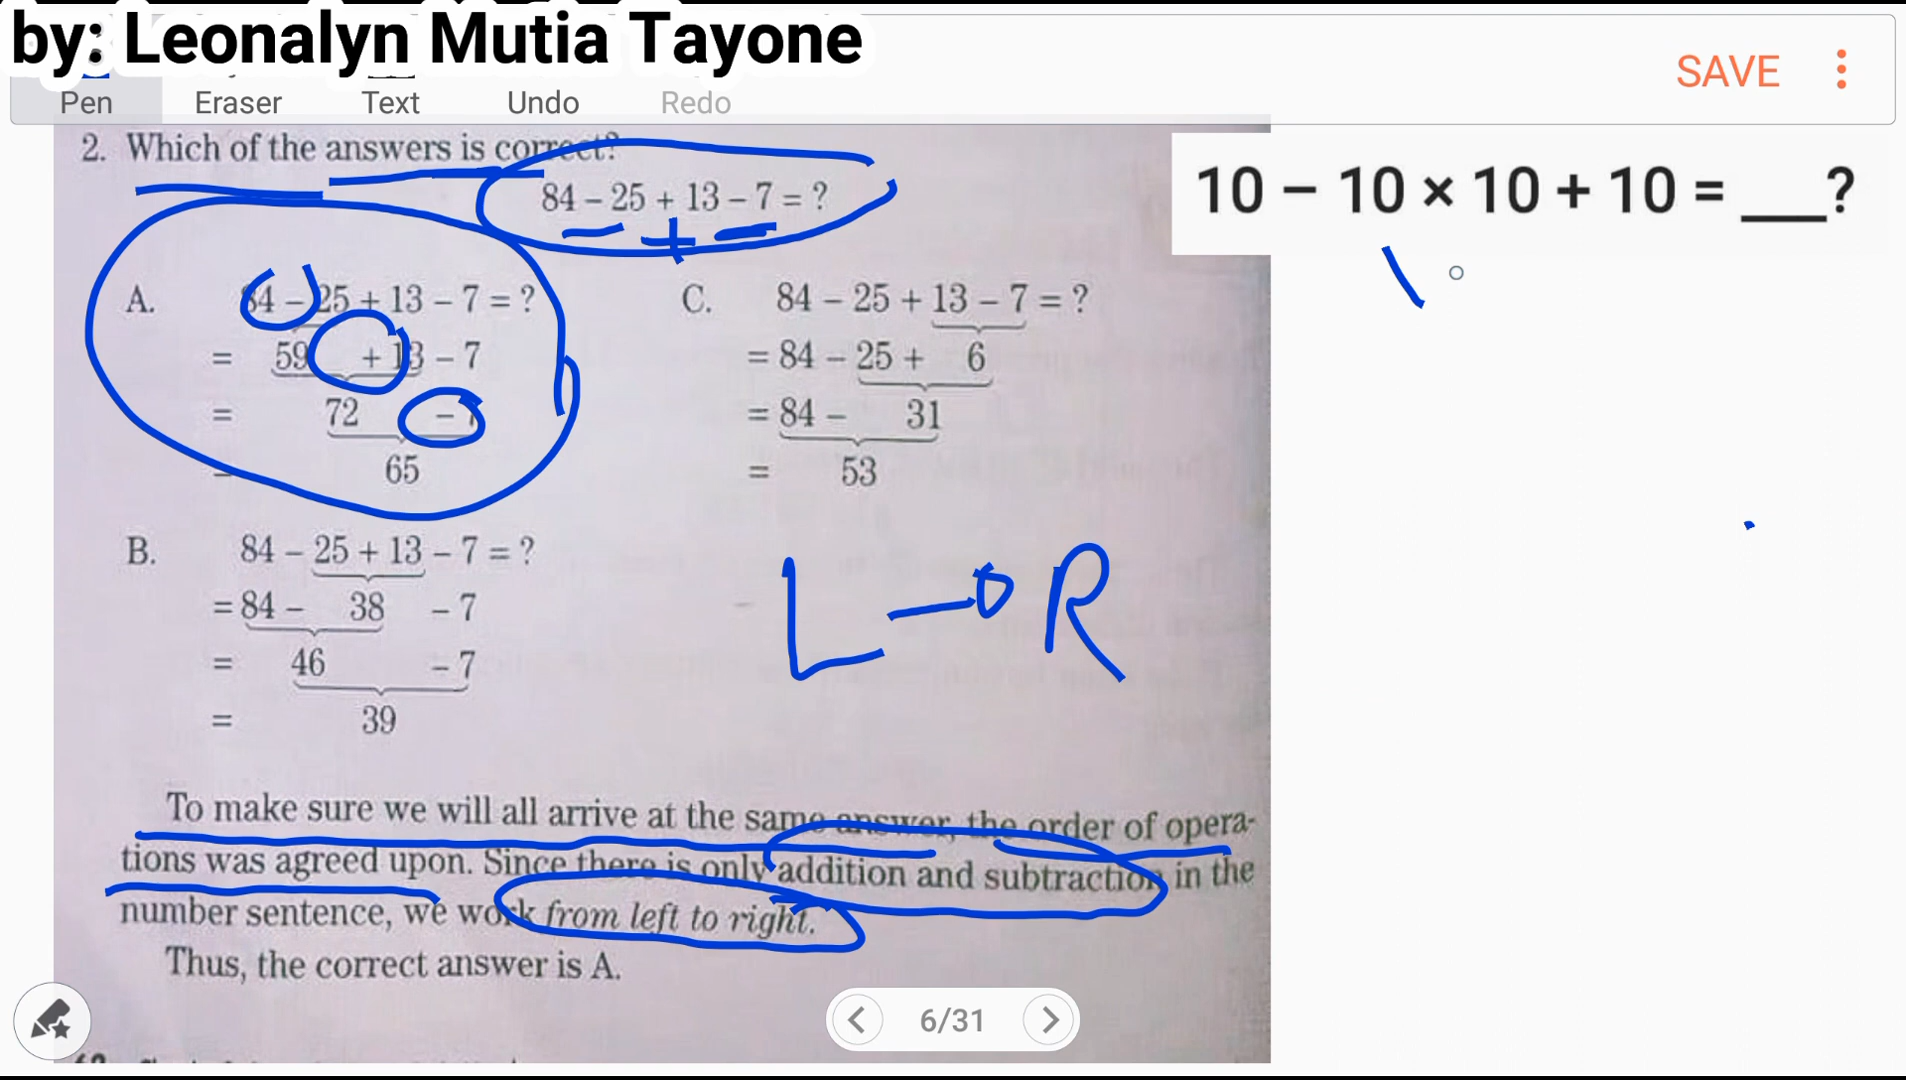 by: Leonalyn Mutia Tayone
Pen Eraser Text Undo Redo
SAVE
2. Which of the answers is correct?
84 – 25 + 13 – 7 = ?
10 – 10 × 10 + 10 = ___?
A. 84 – 25 + 13 – 7 = ?
= 59 + 13 – 7
= 72 – 7
= 65
C. 84 – 25 + 13 – 7 = ?
= 84 – 25 + 6
= 84 – 31
= 53
B. 84 – 25 + 13 – 7 = ?
= 84 – 38 – 7
= 46 – 7
= 39
L → R
To make sure we will all arrive at the same answer, the order of opera-
tions was agreed upon. Since there is only addition and subtraction in the
number sentence, we work from left to right.
Thus, the correct answer is A.
6/31